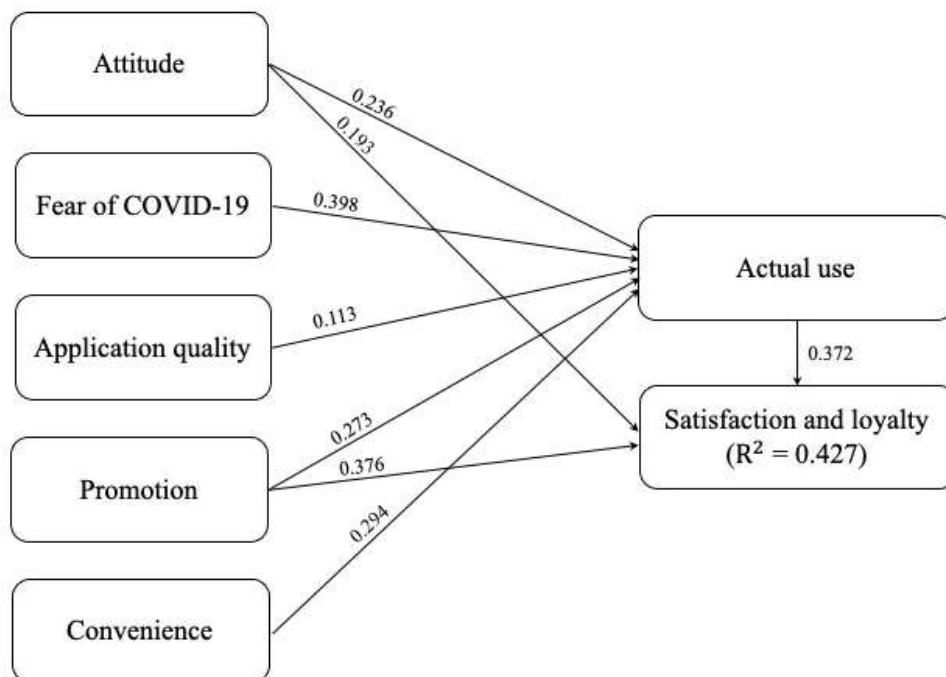 Attitude
0.236
0.193
Fear of COVID-19
0.398
Actual use
Application quality
0.113
0.372
Satisfaction and loyalty
(R² = 0.427)
Promotion
0.273
0.376
0.294
Convenience